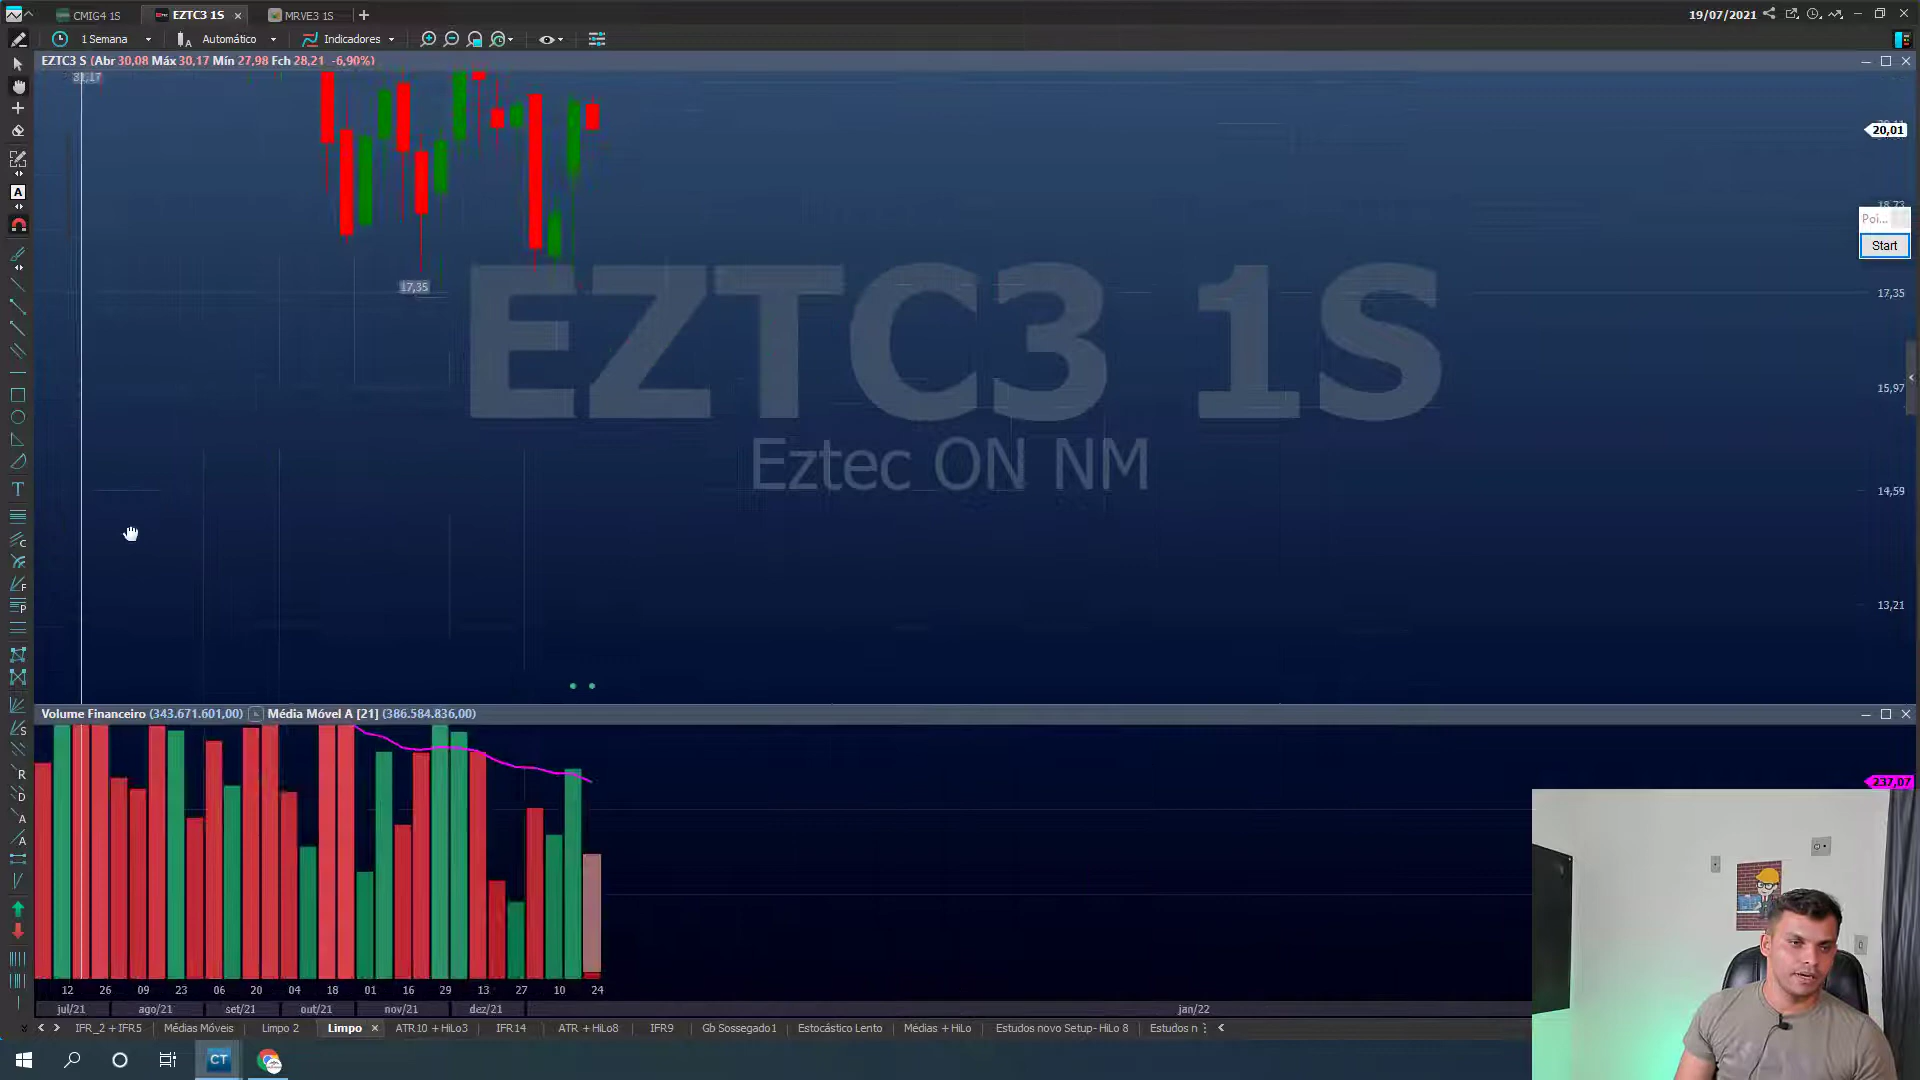 CMIG4 1S
EZTC3 1S
MRVE3 1S
19/07/2021
1 Semana
Automático
Indicadores
EZTC3 S (Abr 30,08 Máx 30,17 Mín 27,98 Fch 28,21 -6,90%)
31,17
20,01
18,73
Poi...
Start
17,35
17,35
EZTC3 1S
15,97
Eztec ON NM
14,59
13,21
Volume Financeiro (343.671.601,00)
Média Móvel A [21] (386.584.836,00)
237,07
12 26 09 23 06 20 04 18 01 16 29 13 27 10 24
jul/21 ago/21 set/21 out/21 nov/21 dez/21 jan/22
IFR_2 + IFR5
Médias Móveis
Limpo 2
Limpo
ATR10 + HiLo3
IFR14
ATR + HiLo8
IFR9
Gb Sossegado1
Estocástico Lento
Médias + HiLo
Estudos novo Setup- HiLo 8
Estudos n
CT